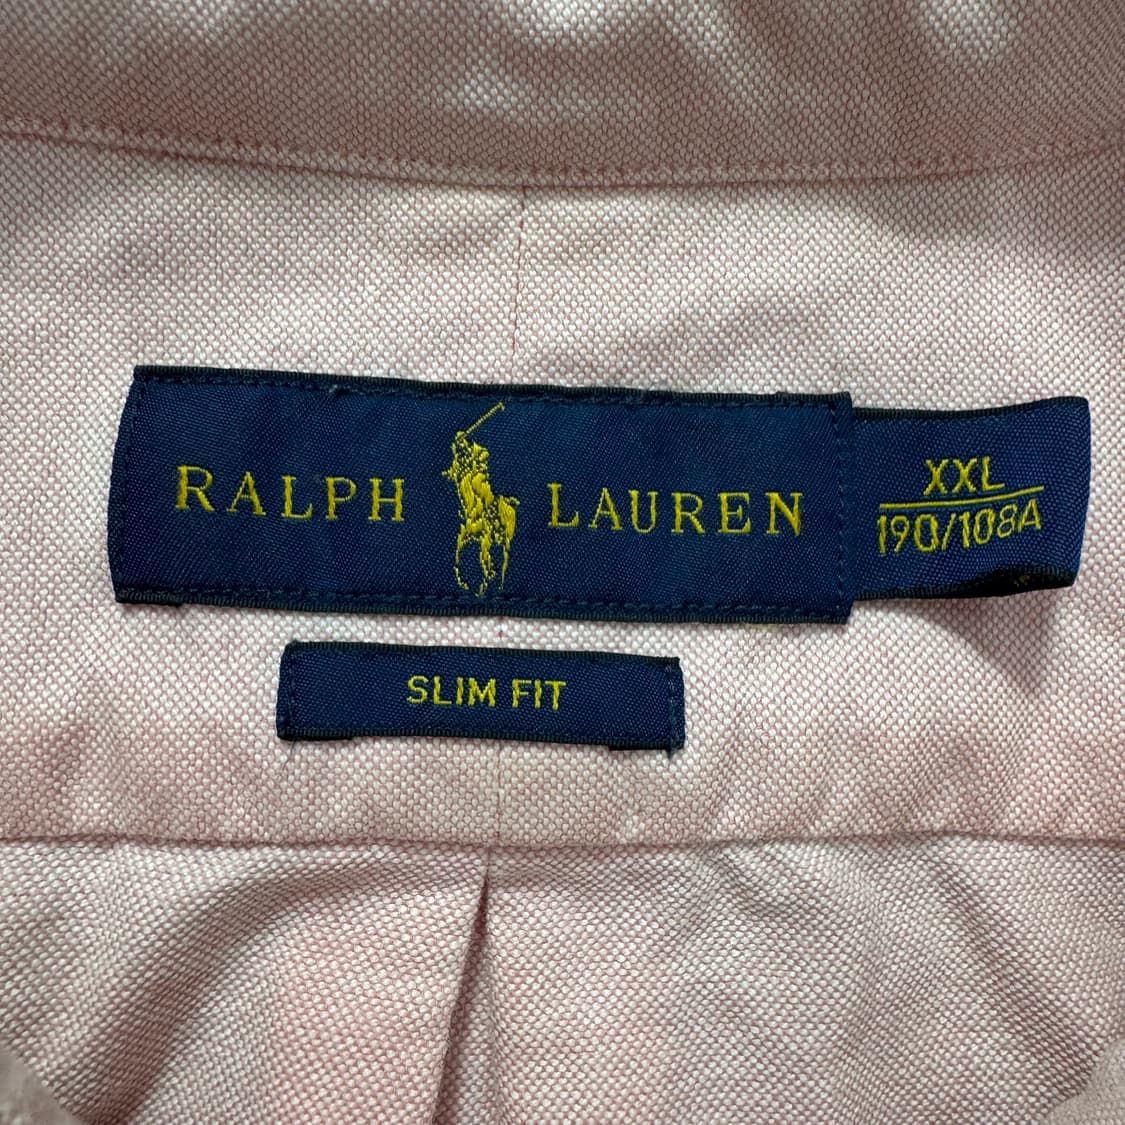 RALPH LAUREN
XXL
190/108A
SLIM FIT